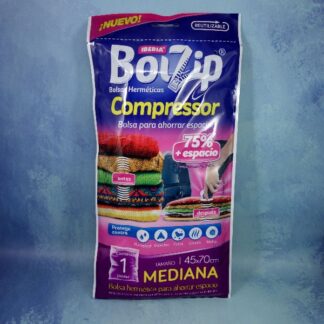 ¡NUEVO!
REUTILIZABLE
IBERIA®
BolZip®
Bolsas Herméticas
Compressor
Bolsa para ahorrar espacio
75%
+ espacio
antes
después
Protege
contra
1
TAMAÑO 45x70cm
MEDIANA
Bolsa hermética para ahorrar espacio